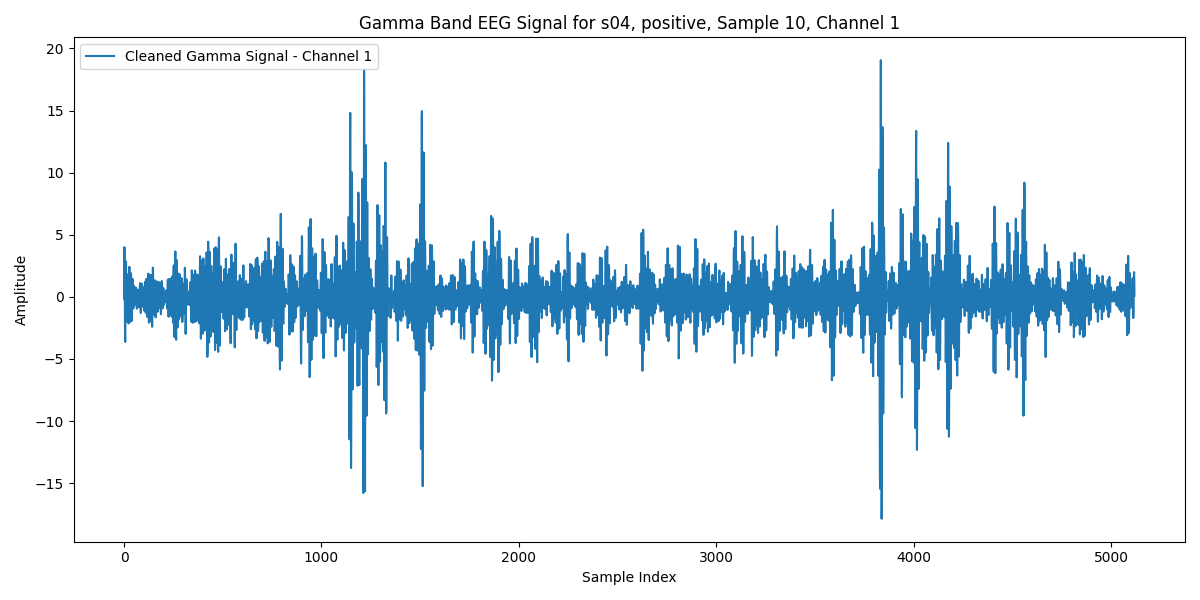 Gamma Band EEG Signal for s04, positive, Sample 10, Channel 1
Cleaned Gamma Signal - Channel 1
20
15
10
5
0
−5
−10
−15
Amplitude
0 1000 2000 3000 4000 5000
Sample Index